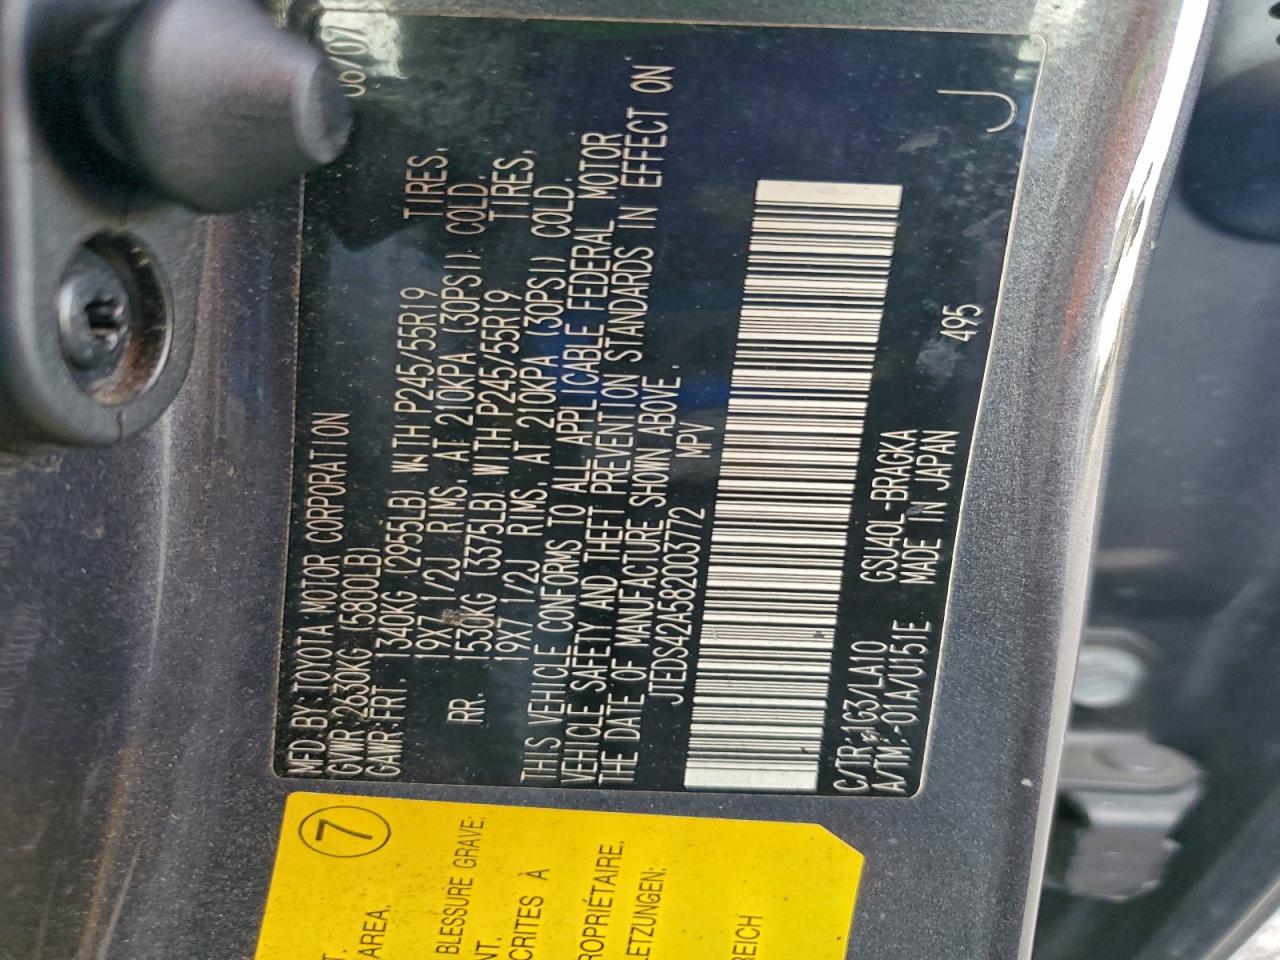 06/07
MFD BY: TOYOTA MOTOR CORPORATION
GVWR: 2630KG (5800LB)
GAWR: FRT. 1340KG (2955LB) WITH P245/55R19 TIRES,
19X7 1/2J RIMS, AT 210KPA (30PSI). COLD.
RR. 1530KG (3375LB) WITH P245/55R19 TIRES,
19X7 1/2J RIMS, AT 210KPA (30PSI) COLD.
THIS VEHICLE CONFORMS TO ALL APPLICABLE FEDERAL MOTOR
VEHICLE SAFETY AND THEFT PREVENTION STANDARDS IN EFFECT ON
THE DATE OF MANUFACTURE SHOWN ABOVE.
JTEDS42A582003772 MPV
C/TR: 1G3/LA10 GSU40L-BRAGKA
A/TM: -01A/U151E MADE IN JAPAN 495
J
7
AREA.
BLESSURE GRAVE:
NT.
CRITES À
ROPRIÉTAIRE.
LETZUNGEN:
REICH